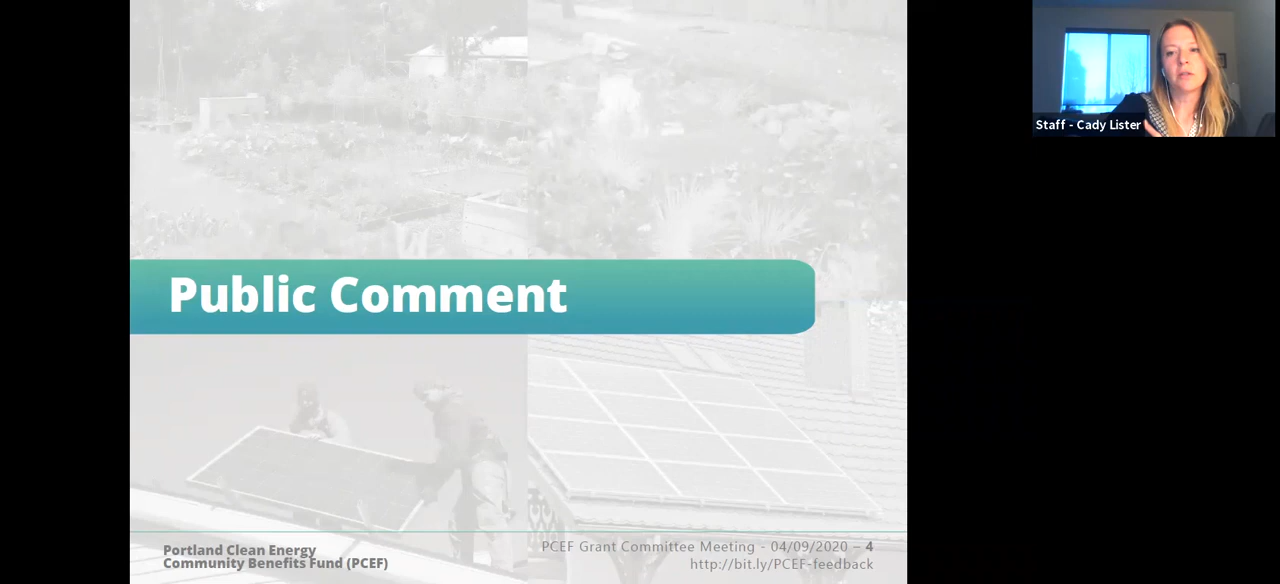 Staff - Cady Lister
Public Comment
Portland Clean Energy
Community Benefits Fund (PCEF)
PCEF Grant Committee Meeting - 04/09/2020 – 4
http://bit.ly/PCEF-feedback